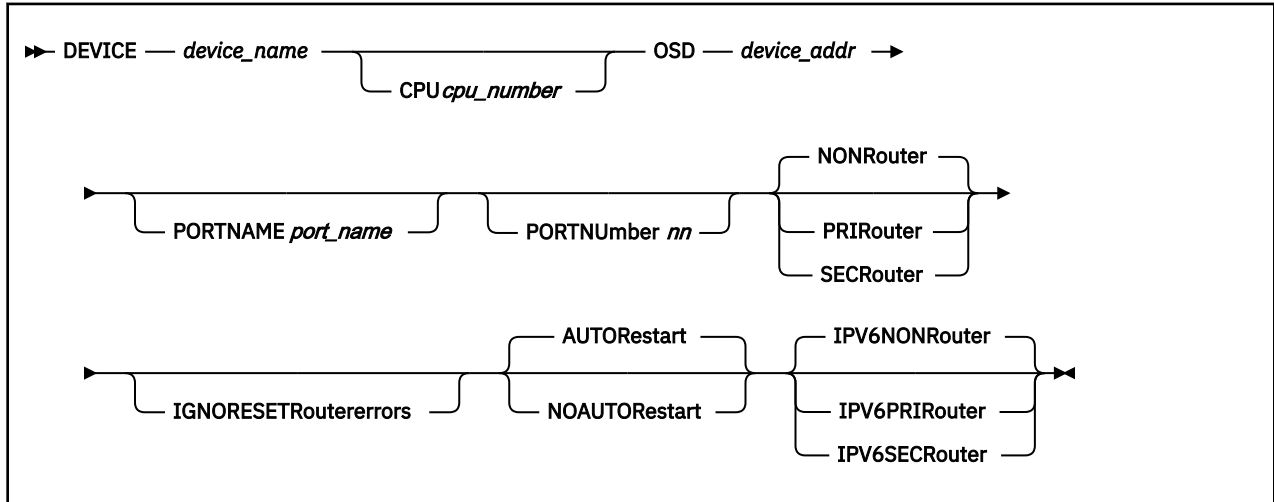 DEVICE device_name OSD device_addr
CPU cpu_number
NONRouter
PORTNAME port_name PORTNUmber nn PRIRouter
SECRouter
AUTORestart IPV6NONRouter
IGNORESETRoutererrors NOAUTORestart IPV6PRIRouter
IPV6SECRouter